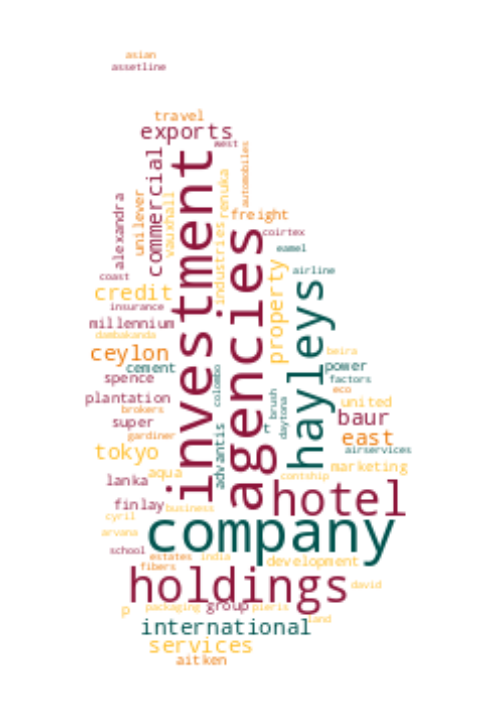 asian
assetline
travel
exports
west
commercial
investment
automobiles
unilever
vauxhall
renuka
alexandra
industries
freight
agencies
coirtex
eamel
coast
credit
property
airline
hayleys
insurance
millennium
dambakanda
ceylon
cement
colombo
beira
power
spence
factors
eco
plantation
brokers
brush
daytona
united
super
gardiner
advantis
r
baur
east
tokyo
airservices
aqua
marketing
lanka
contship
hotel
finlay
business
cyril
company
ervana
school
estates
india
development
fibers
holdings
david
p
packaging
group
pieris
land
international
services
aitken